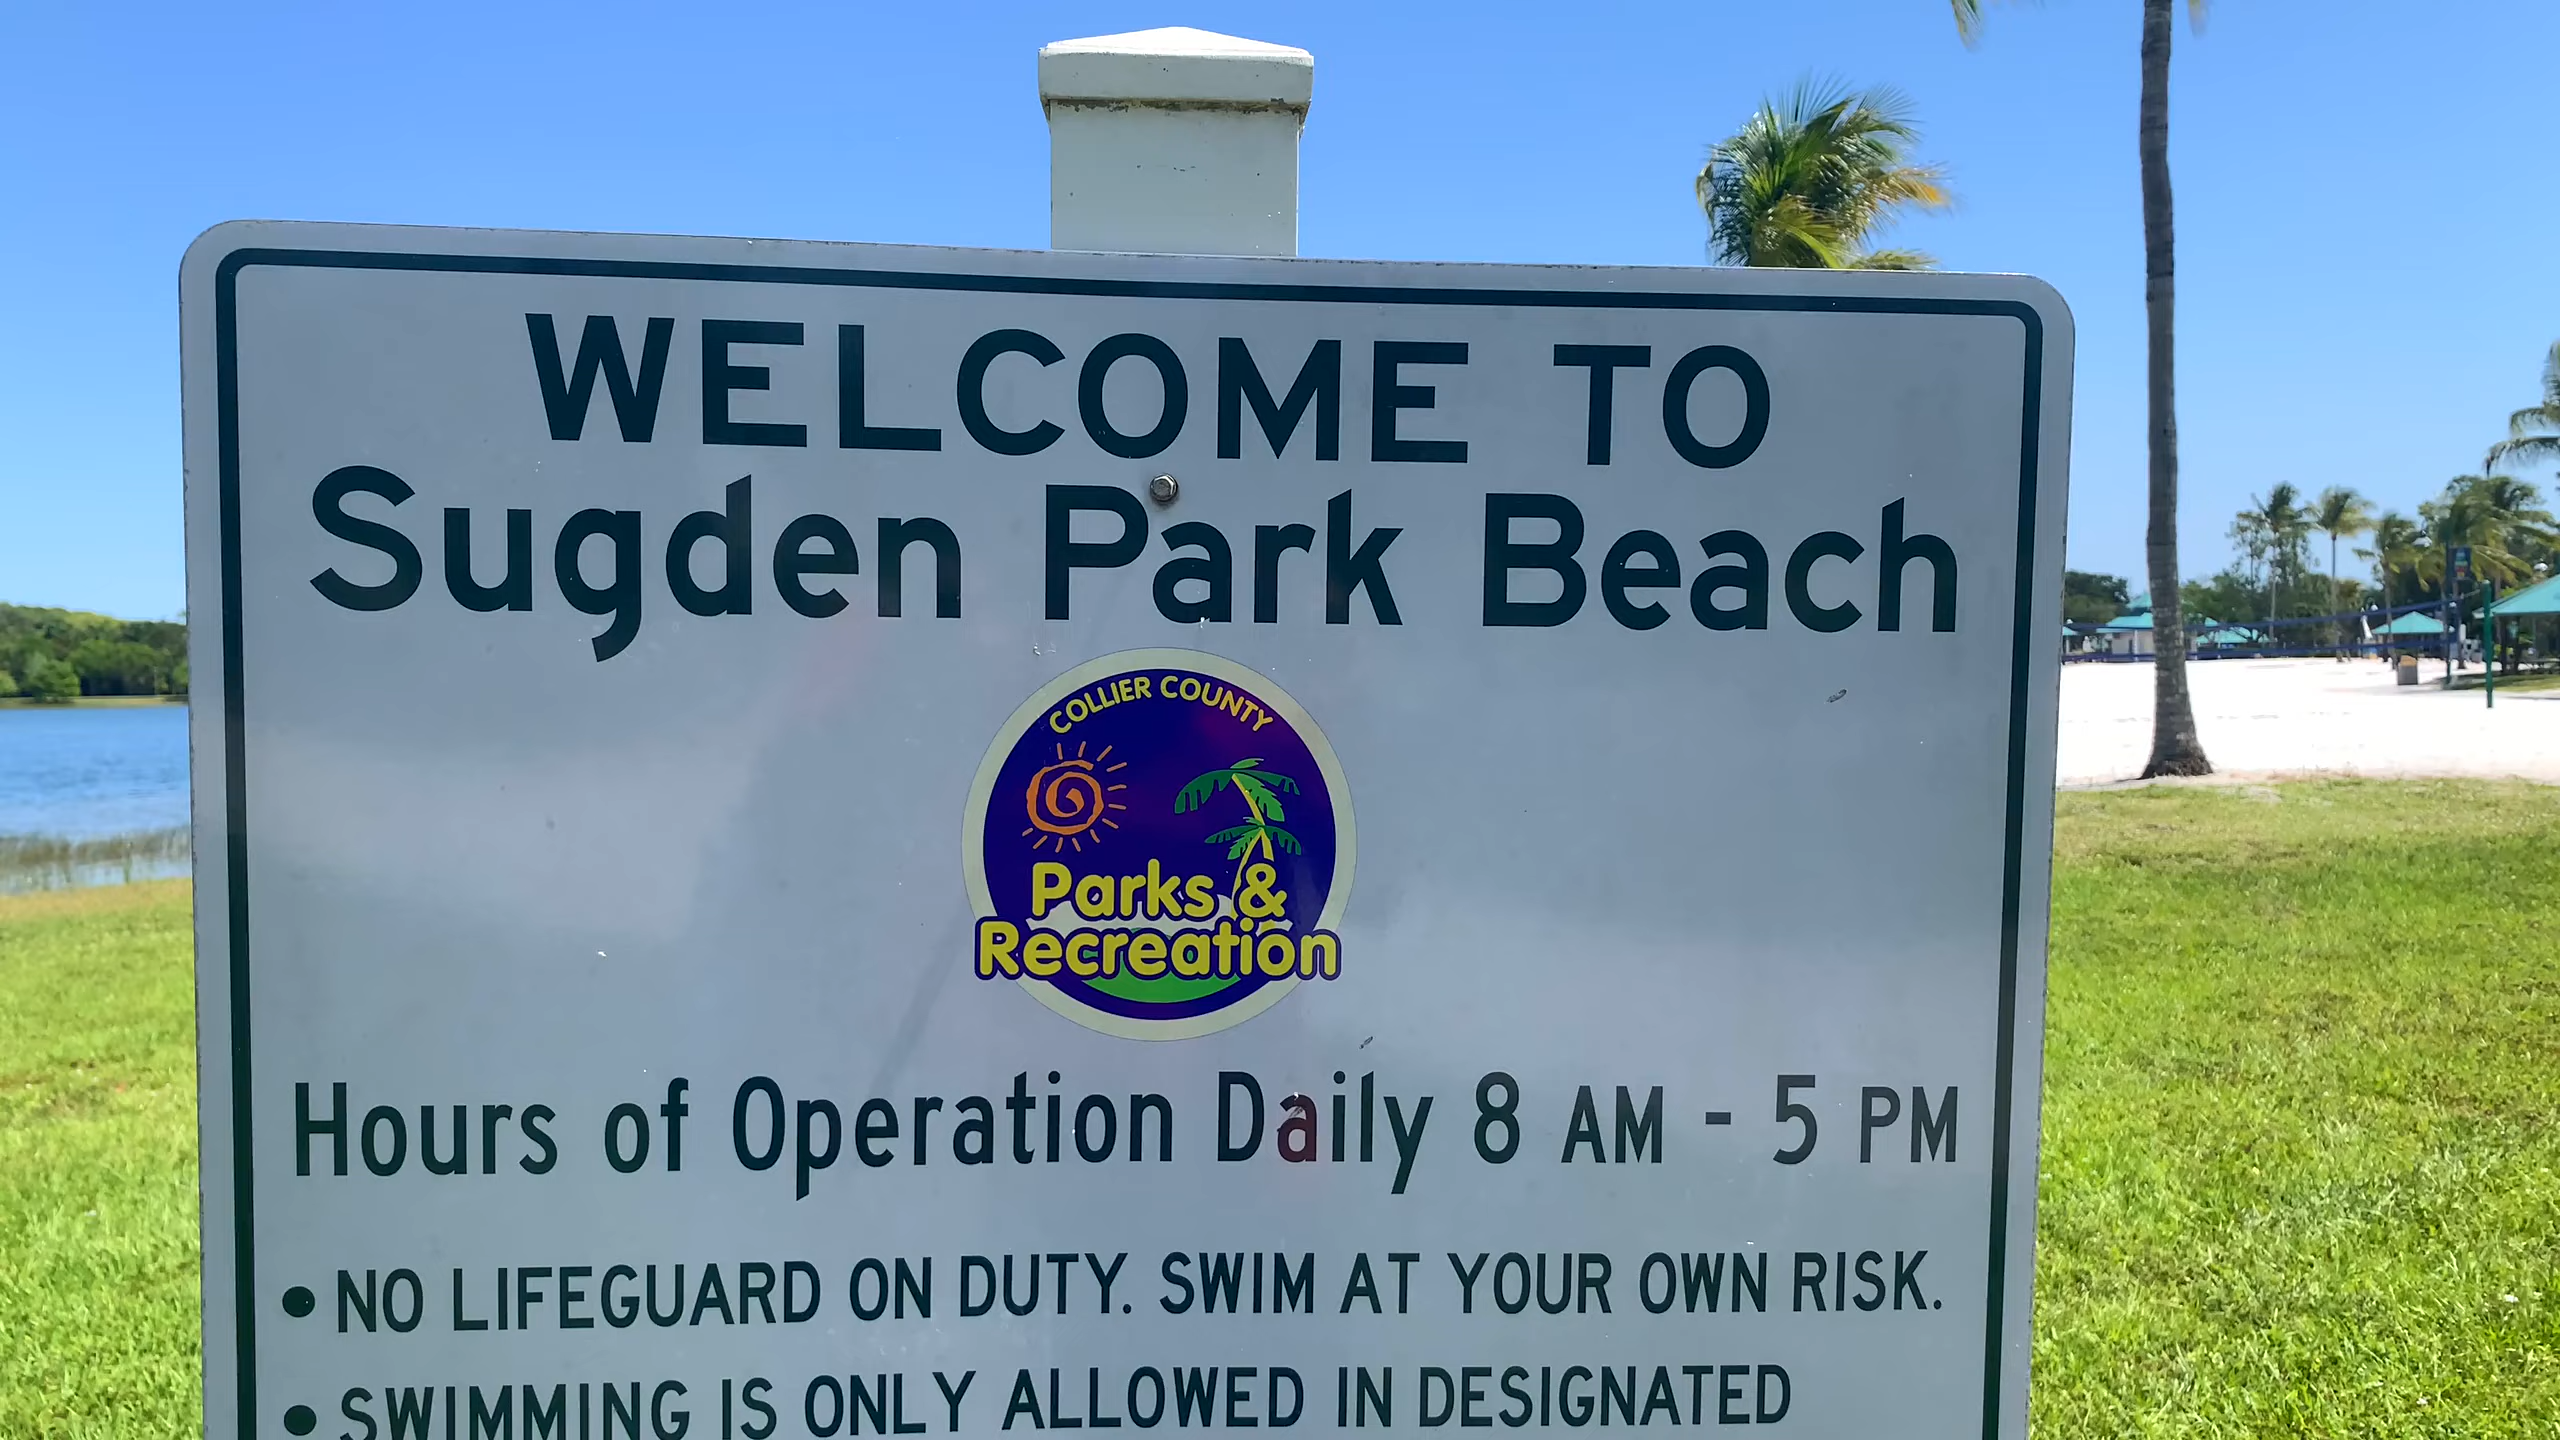 WELCOME TO
Sugden Park Beach
COLLIER COUNTY
Parks &
Recreation
Hours of Operation Daily 8 AM - 5 PM
• NO LIFEGUARD ON DUTY. SWIM AT YOUR OWN RISK.
• SWIMMING IS ONLY ALLOWED IN DESIGNATED